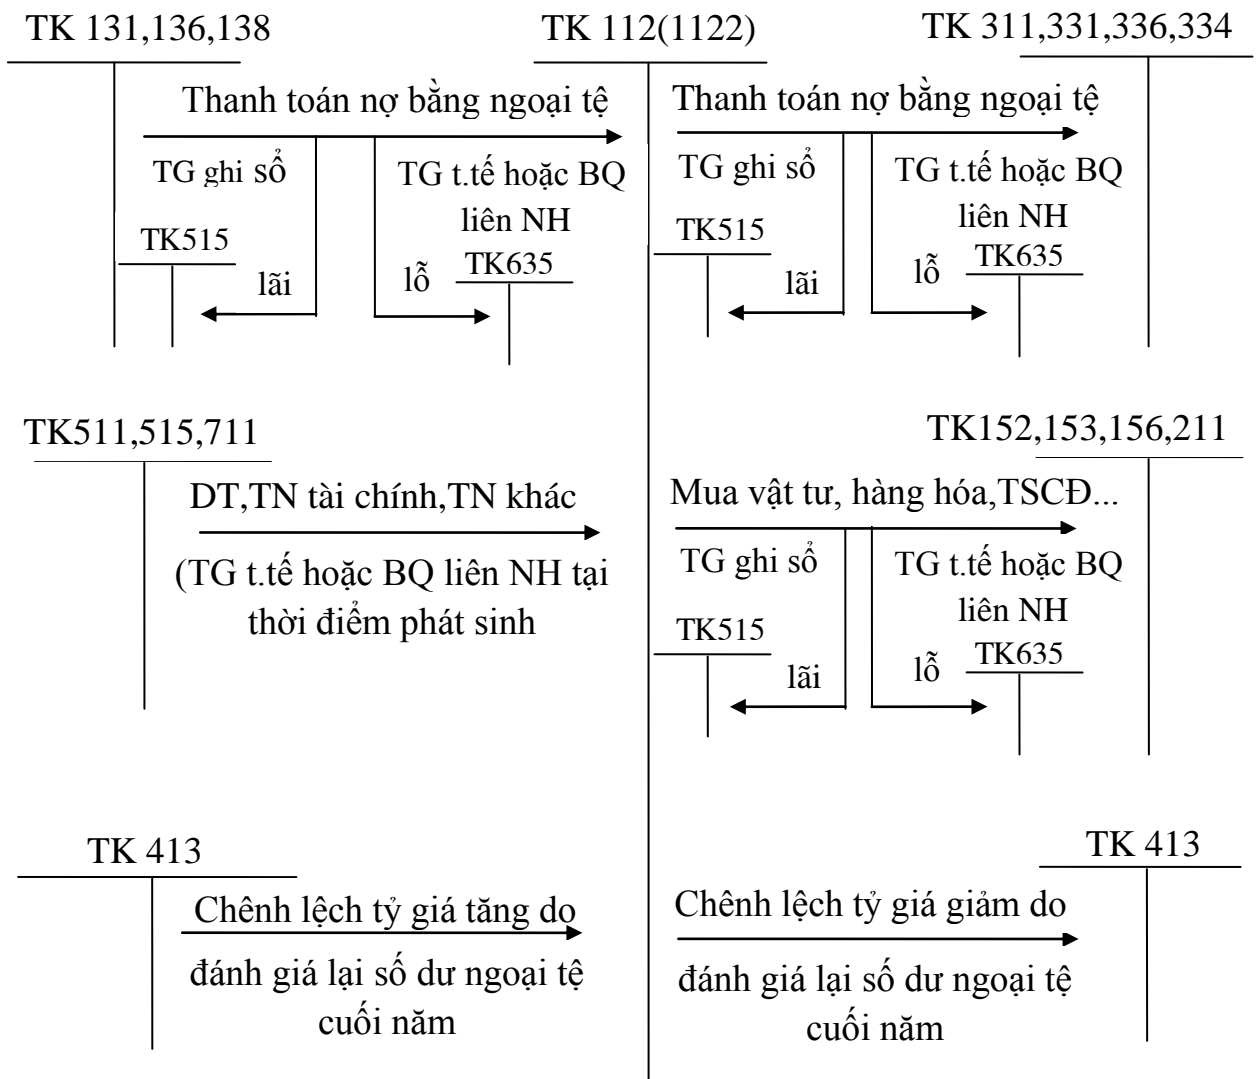 TK 131,136,138
TK 112(1122)
TK 311,331,336,334
Thanh toán nợ bằng ngoại tệ
TG ghi sổ
TG t.tế hoặc BQ
liên NH
TK515
TK635
lãi
lỗ
Thanh toán nợ bằng ngoại tệ
TG ghi sổ
TG t.tế hoặc BQ
liên NH
TK515
TK635
lãi
lỗ
TK511,515,711
TK152,153,156,211
DT,TN tài chính,TN khác
(TG t.tế hoặc BQ liên NH tại
thời điểm phát sinh
Mua vật tư, hàng hóa,TSCĐ...
TG ghi sổ
TG t.tế hoặc BQ
liên NH
TK515
TK635
lãi
lỗ
TK 413
TK 413
Chênh lệch tỷ giá tăng do
đánh giá lại số dư ngoại tệ
cuối năm
Chênh lệch tỷ giá giảm do
đánh giá lại số dư ngoại tệ
cuối năm